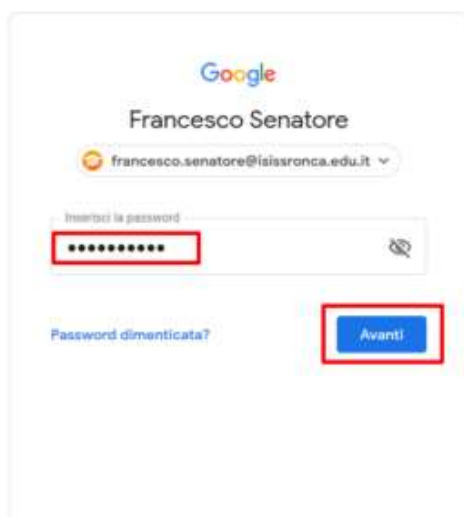 Google
Francesco Senatore
francesco.senatore@isissronca.edu.it
Inserisci la password
••••••••••
Password dimenticata?
Avanti